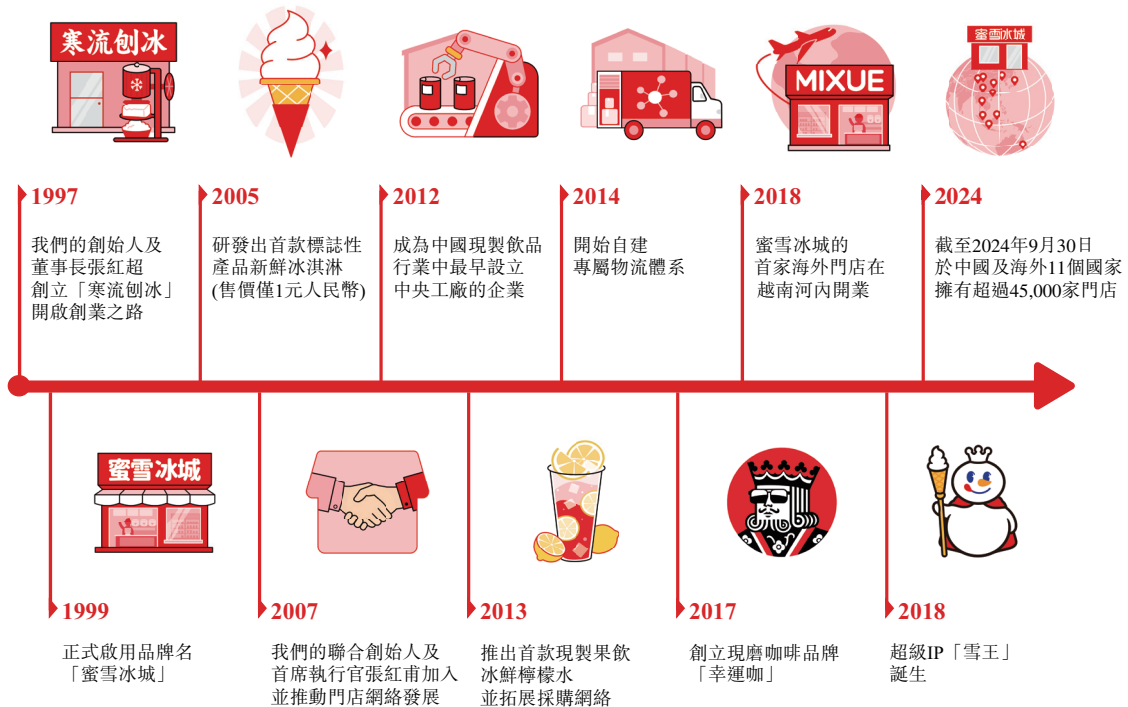 寒流刨冰
MIXUE
蜜雪冰城
1997
我們的創始人及
董事長張紅超
創立「寒流刨冰」
開啟創業之路
2005
研發出首款標誌性
產品新鮮冰淇淋
(售價僅1元人民幣)
2012
成為中國現製飲品
行業中最早設立
中央工廠的企業
2014
開始自建
專屬物流體系
2018
蜜雪冰城的
首家海外門店在
越南河內開業
2024
截至2024年9月30日
於中國及海外11個國家
擁有超過45,000家門店
蜜雪冰城
1999
正式啟用品牌名
「蜜雪冰城」
2007
我們的聯合創始人及
首席執行官張紅甫加入
並推動門店網絡發展
2013
推出首款現製果飲
冰鮮檸檬水
並拓展採購網絡
2017
創立現磨咖啡品牌
「幸運咖」
2018
超級IP「雪王」
誕生